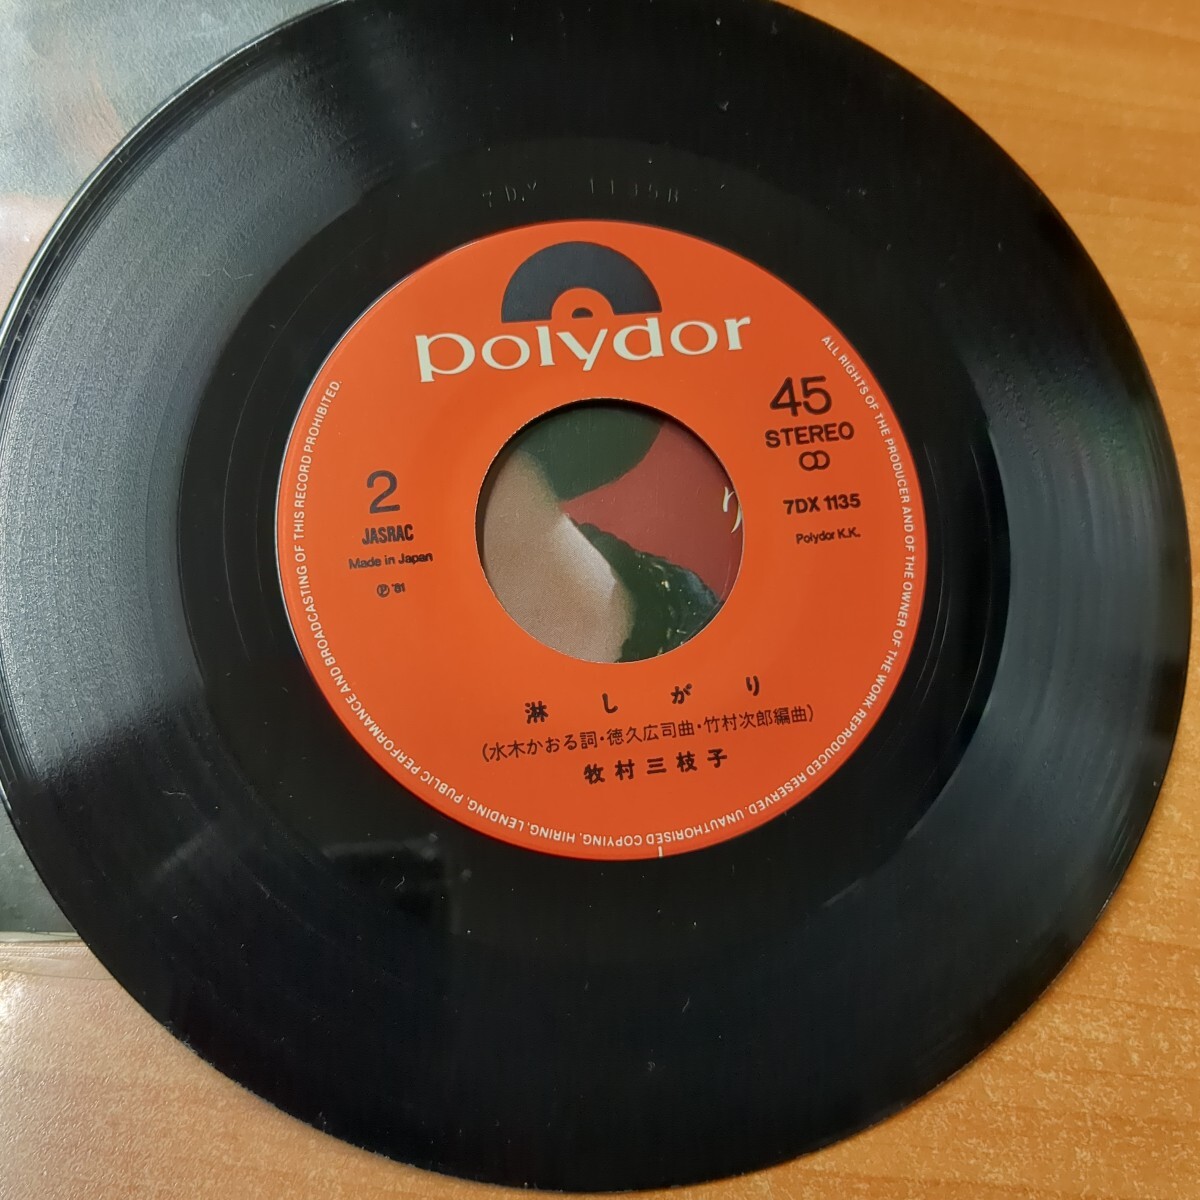 7DX 1135B
polydor
45
STEREO
7DX 1135
Polydor K.K.
2
JASRAC
Made in Japan
Ⓟ '81
り
淋しがり
(水木かおる詞・徳久広司曲・竹村次郎編曲)
牧村三枝子
ALL RIGHTS OF THE PRODUCER AND OF THE OWNER OF THE WORK REPRODUCED RESERVED. UNAUTHORISED COPYING, HIRING, LENDING, PUBLIC PERFORMANCE AND BROADCASTING OF THIS RECORD PROHIBITED.